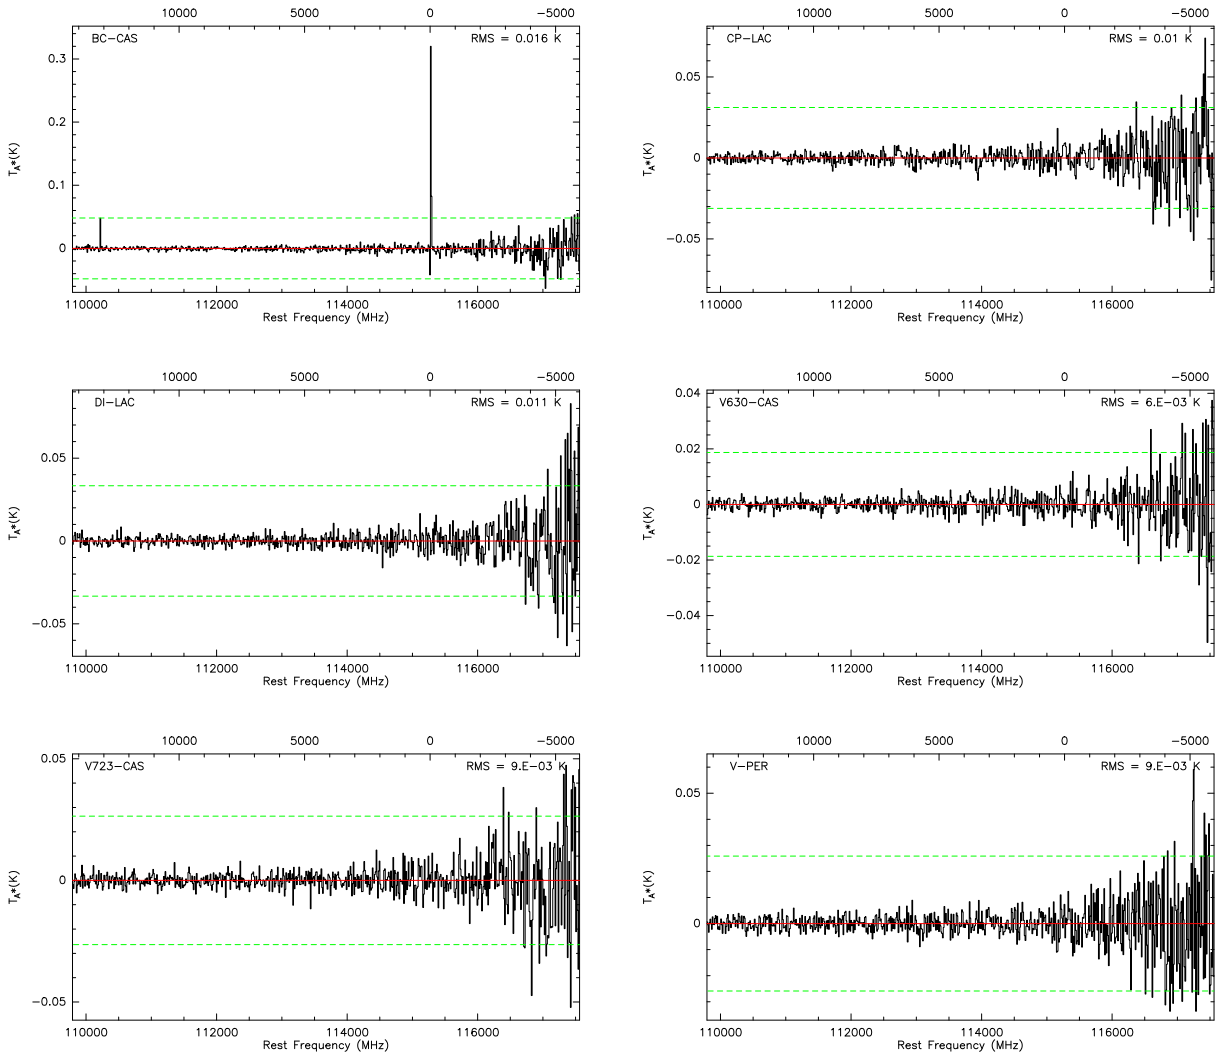 10000 5000 0 −5000
BC−CAS RMS = 0.016 K
0.3
0.2
0.1
0
T_A*(K)
110000 112000 114000 116000
Rest Frequency (MHz)
10000 5000 0 −5000
CP−LAC RMS = 0.01 K
0.05
0
−0.05
T_A*(K)
110000 112000 114000 116000
Rest Frequency (MHz)
10000 5000 0 −5000
DI−LAC RMS = 0.011 K
0.05
0
−0.05
T_A*(K)
110000 112000 114000 116000
Rest Frequency (MHz)
10000 5000 0 −5000
V630−CAS RMS = 6.E−03 K
0.04
0.02
0
−0.02
−0.04
T_A*(K)
110000 112000 114000 116000
Rest Frequency (MHz)
10000 5000 0 −5000
V723−CAS RMS = 9.E−03 K
0.05
0
−0.05
T_A*(K)
110000 112000 114000 116000
Rest Frequency (MHz)
10000 5000 0 −5000
V−PER RMS = 9.E−03 K
0.05
0
T_A*(K)
110000 112000 114000 116000
Rest Frequency (MHz)